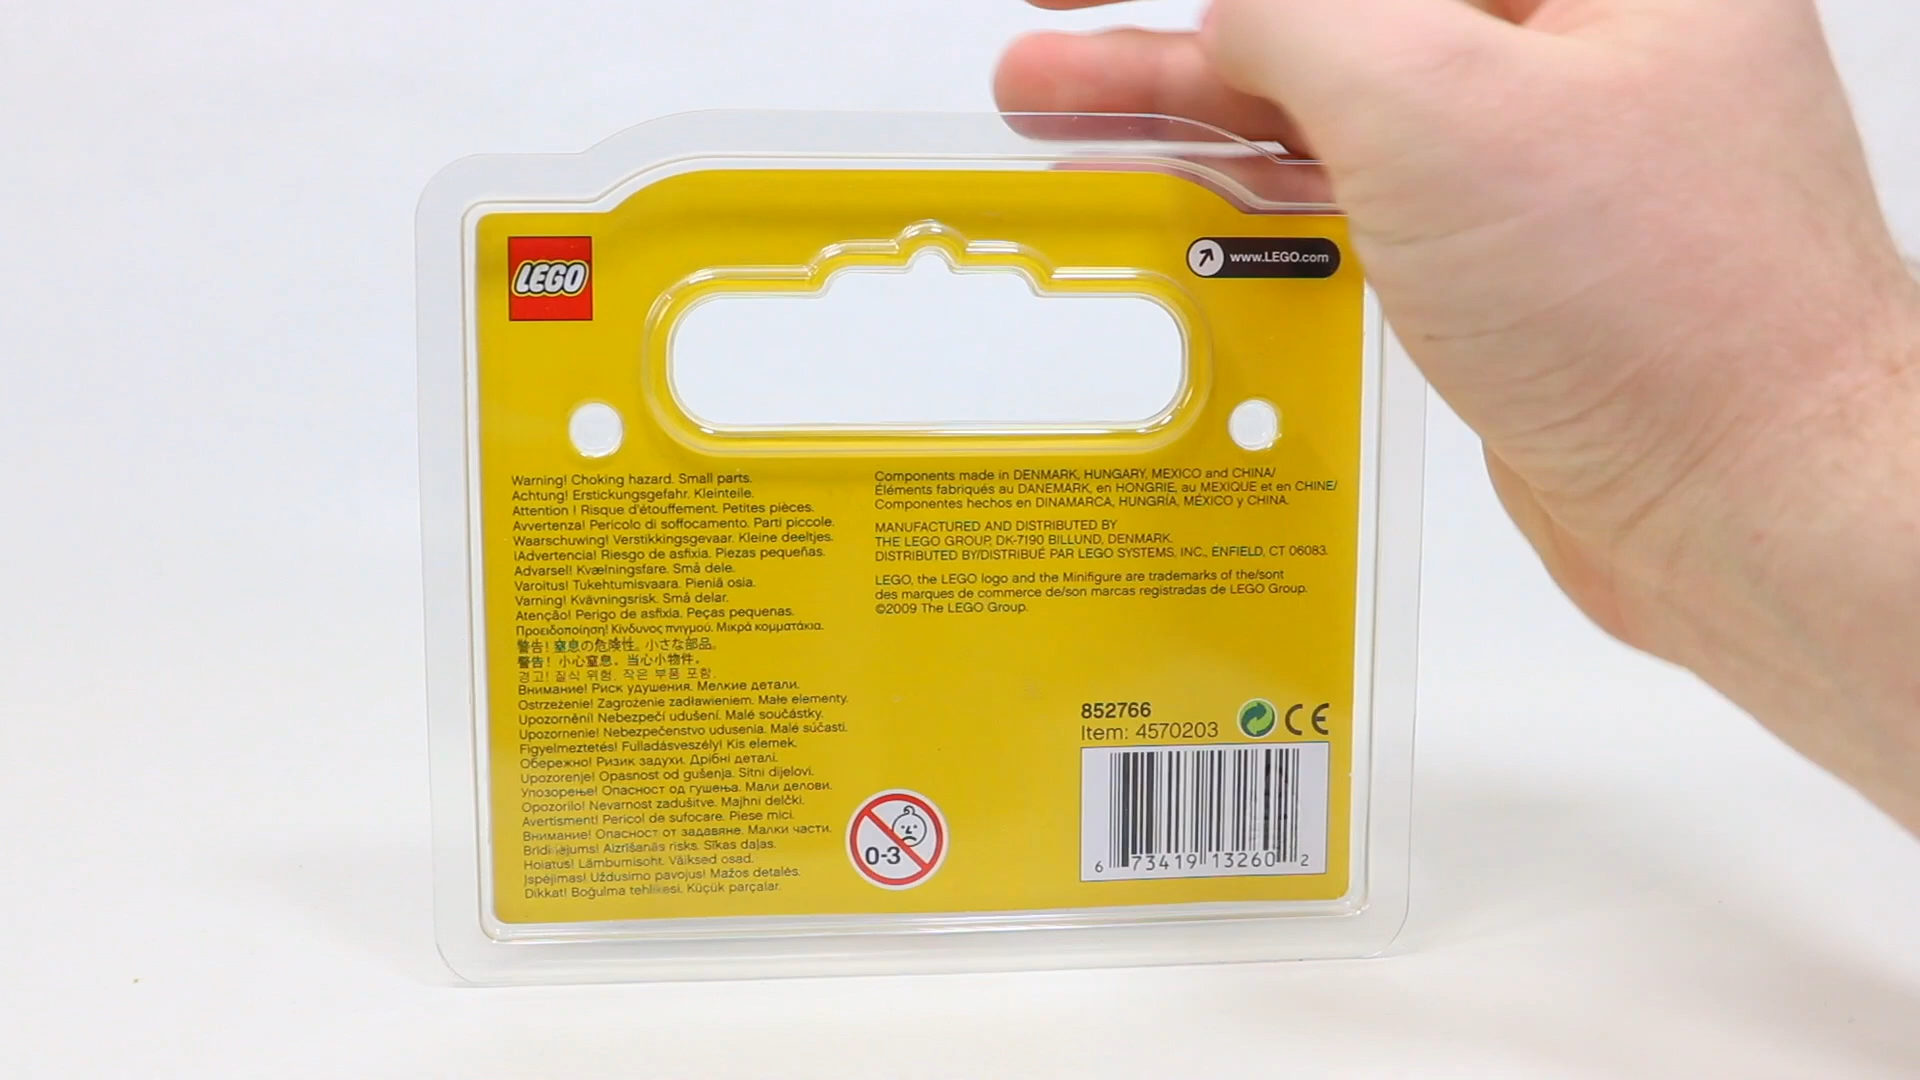 LEGO
www.LEGO.com
Warning! Choking hazard. Small parts.
Achtung! Erstickungsgefahr. Kleinteile.
Attention ! Risque d'étouffement. Petites pièces.
Avvertenza! Pericolo di soffocamento. Parti piccole.
Waarschuwing! Verstikkingsgevaar. Kleine deeltjes.
¡Advertencia! Riesgo de asfixia. Piezas pequeñas.
Advarsel! Kvælningsfare. Små dele.
Varoitus! Tukehtumisvaara. Pieniä osia.
Varning! Kvävningsrisk. Små delar.
Atenção! Perigo de asfixia. Peças pequenas.
Προειδοποίηση! Κίνδυνος πνιγμού. Μικρά κομματάκια.
警告! 窒息の危険性。小さな部品。
警告! 小心窒息。当心小物件。
경고! 질식 위험. 작은 부품 포함.
Внимание! Риск удушения. Мелкие детали.
Ostrzeżenie! Zagrożenie zadławieniem. Małe elementy.
Upozornění! Nebezpečí udušení. Malé součástky.
Upozornenie! Nebezpečenstvo udusenia. Malé súčasti.
Figyelmeztetés! Fulladásveszély! Kis elemek.
Обережно! Ризик задухи. Дрібні деталі.
Upozorenje! Opasnost od gušenja. Sitni dijelovi.
Упозорење! Опасност од гушења. Мали делови.
Opozorilo! Nevarnost zadušitve. Majhni delčki.
Avertisment! Pericol de sufocare. Piese mici.
Внимание! Опасност от задавяне. Малки части.
Brīdinājums! Aizrīšanās risks. Sīkas daļas.
Hoiatus! Lämbumisoht. Väiksed osad.
Įspėjimas! Uždusimo pavojus! Mažos detalės.
Dikkat! Boğulma tehlikesi. Küçük parçalar.
Components made in DENMARK, HUNGARY, MEXICO and CHINA/
Éléments fabriqués au DANEMARK, en HONGRIE, au MEXIQUE et en CHINE/
Componentes hechos en DINAMARCA, HUNGRÍA, MÉXICO y CHINA.
MANUFACTURED AND DISTRIBUTED BY
THE LEGO GROUP, DK-7190 BILLUND, DENMARK.
DISTRIBUTED BY/DISTRIBUÉ PAR LEGO SYSTEMS, INC., ENFIELD, CT 06083.
LEGO, the LEGO logo and the Minifigure are trademarks of the/sont
des marques de commerce de/son marcas registradas de LEGO Group.
©2009 The LEGO Group.
0-3
852766
Item: 4570203
CE
6 73419 13260 2